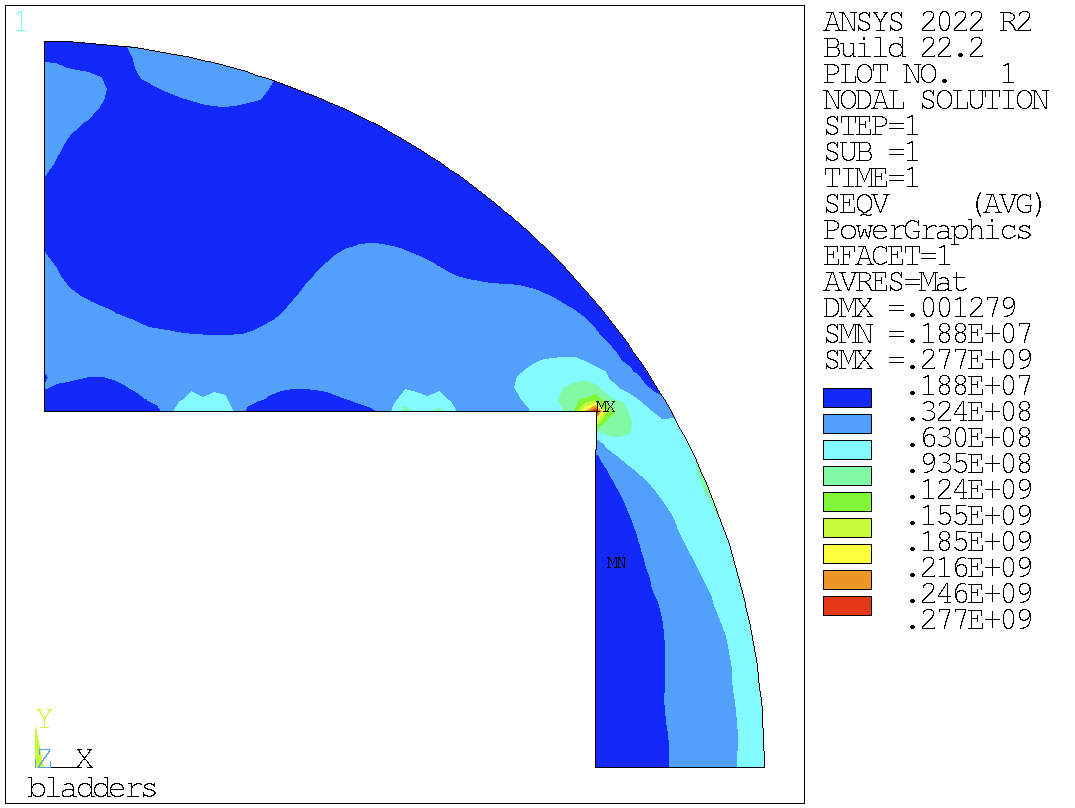 1
ANSYS 2022 R2
Build 22.2
PLOT NO.   1
NODAL SOLUTION
STEP=1
SUB =1
TIME=1
SEQV     (AVG)
PowerGraphics
EFACET=1
AVRES=Mat
DMX =.001279
SMN =.188E+07
SMX =.277E+09
.188E+07
.324E+08
.630E+08
.935E+08
.124E+09
.155E+09
.185E+09
.216E+09
.246E+09
.277E+09
MX
MN
Y
Z X
bladders